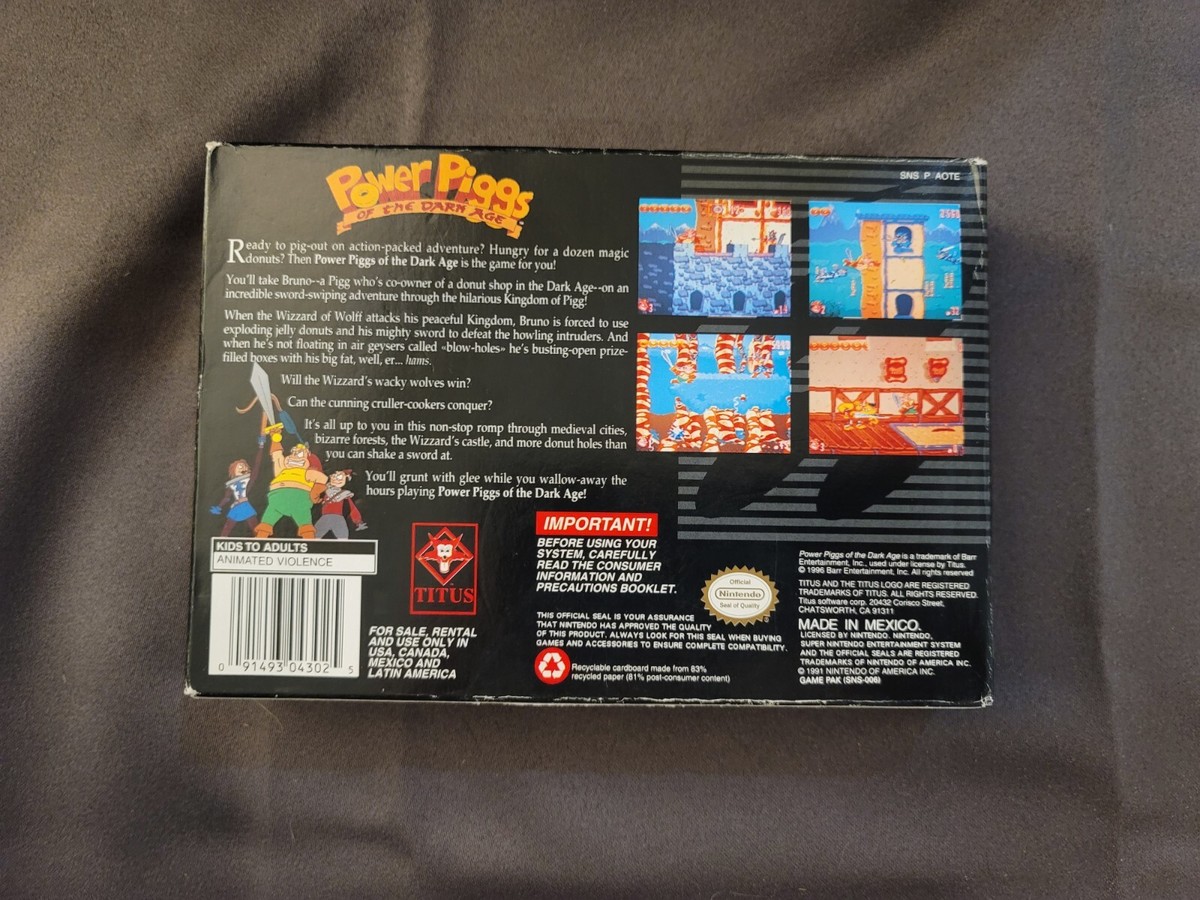 Power Piggs
OF THE DARK AGE
SNS P AOTE
Ready to pig-out on action-packed adventure? Hungry for a dozen magic
donuts? Then Power Piggs of the Dark Age is the game for you!
You'll take Bruno--a Pigg who's co-owner of a donut shop in the Dark Age--on an
incredible sword-swiping adventure through the hilarious Kingdom of Pigg!
When the Wizzard of Wolff attacks his peaceful Kingdom, Bruno is forced to use
exploding jelly donuts and his mighty sword to defeat the howling intruders. And
when he's not floating in air geysers called «blow-holes» he's busting-open prize-
filled boxes with his big fat, well, er... hams.
Will the Wizzard's wacky wolves win?
Can the cunning cruller-cookers conquer?
It's all up to you in this non-stop romp through medieval cities,
bizarre forests, the Wizzard's castle, and more donut holes than
you can shake a sword at.
You'll grunt with glee while you wallow-away the
hours playing Power Piggs of the Dark Age!
KIDS TO ADULTS
ANIMATED VIOLENCE
0 91493 04302 5
TITUS
FOR SALE, RENTAL
AND USE ONLY IN
USA, CANADA,
MEXICO AND
LATIN AMERICA
IMPORTANT!
BEFORE USING YOUR
SYSTEM, CAREFULLY
READ THE CONSUMER
INFORMATION AND
PRECAUTIONS BOOKLET.
Official
Nintendo
Seal of Quality
THIS OFFICIAL SEAL IS YOUR ASSURANCE
THAT NINTENDO HAS APPROVED THE QUALITY
OF THIS PRODUCT. ALWAYS LOOK FOR THIS SEAL WHEN BUYING
GAMES AND ACCESSORIES TO ENSURE COMPLETE COMPATIBILITY.
Recyclable cardboard made from 83%
recycled paper (81% post-consumer content)
Power Piggs of the Dark Age is a trademark of Barr
Entertainment, Inc., used under license by Titus.
© 1996 Barr Entertainment, Inc. All rights reserved
TITUS AND THE TITUS LOGO ARE REGISTERED
TRADEMARKS OF TITUS. ALL RIGHTS RESERVED.
Titus software corp. 20432 Corisco Street,
CHATSWORTH, CA 91311
MADE IN MEXICO.
LICENSED BY NINTENDO. NINTENDO,
SUPER NINTENDO ENTERTAINMENT SYSTEM
AND THE OFFICIAL SEALS ARE REGISTERED
TRADEMARKS OF NINTENDO OF AMERICA INC.
© 1991 NINTENDO OF AMERICA INC.
GAME PAK (SNS-006)